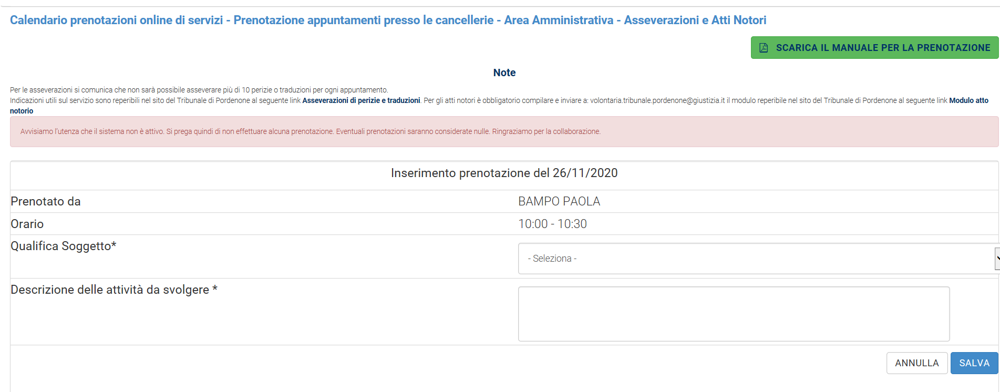 Calendario prenotazioni online di servizi - Prenotazione appuntamenti presso le cancellerie - Area Amministrativa - Asseverazioni e Atti Notori
SCARICA IL MANUALE PER LA PRENOTAZIONE
Note
Per le asseverazioni si comunica che non sarà possibile asseverare più di 10 perizie o traduzioni per ogni appuntamento.
Indicazioni utili sul servizio sono reperibili nel sito del Tribunale di Pordenone al seguente link Asseverazioni di perizie e traduzioni. Per gli atti notori è obbligatorio compilare e inviare a: volontaria.tribunale.pordenone@giustizia.it il modulo reperibile nel sito del Tribunale di Pordenone al seguente link Modulo atto
notorio
Avvisiamo l'utenza che il sistema non è attivo. Si prega quindi di non effettuare alcuna prenotazione. Eventuali prenotazioni saranno considerate nulle. Ringraziamo per la collaborazione.
Inserimento prenotazione del 26/11/2020
Prenotato da BAMPO PAOLA
Orario 10:00 - 10:30
Qualifica Soggetto* - Seleziona -
Descrizione delle attività da svolgere *
ANNULLA SALVA